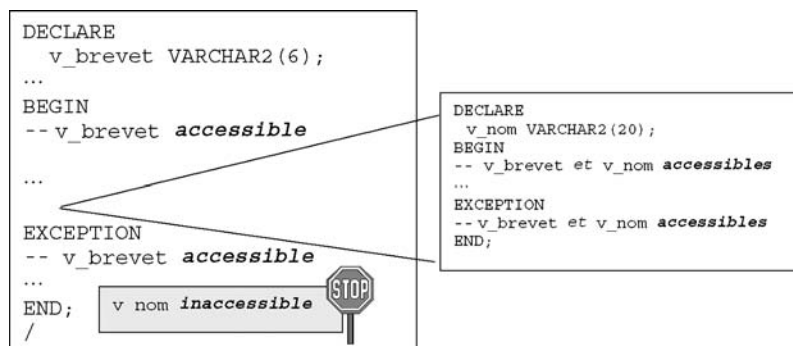 DECLARE
v_brevet VARCHAR2(6);
...
BEGIN
-- v_brevet accessible
...
EXCEPTION
-- v_brevet accessible
...
END;
/
v nom inaccessible
STOP
DECLARE
v_nom VARCHAR2(20);
BEGIN
-- v_brevet et v_nom accessibles
...
EXCEPTION
-- v_brevet et v_nom accessibles
END;